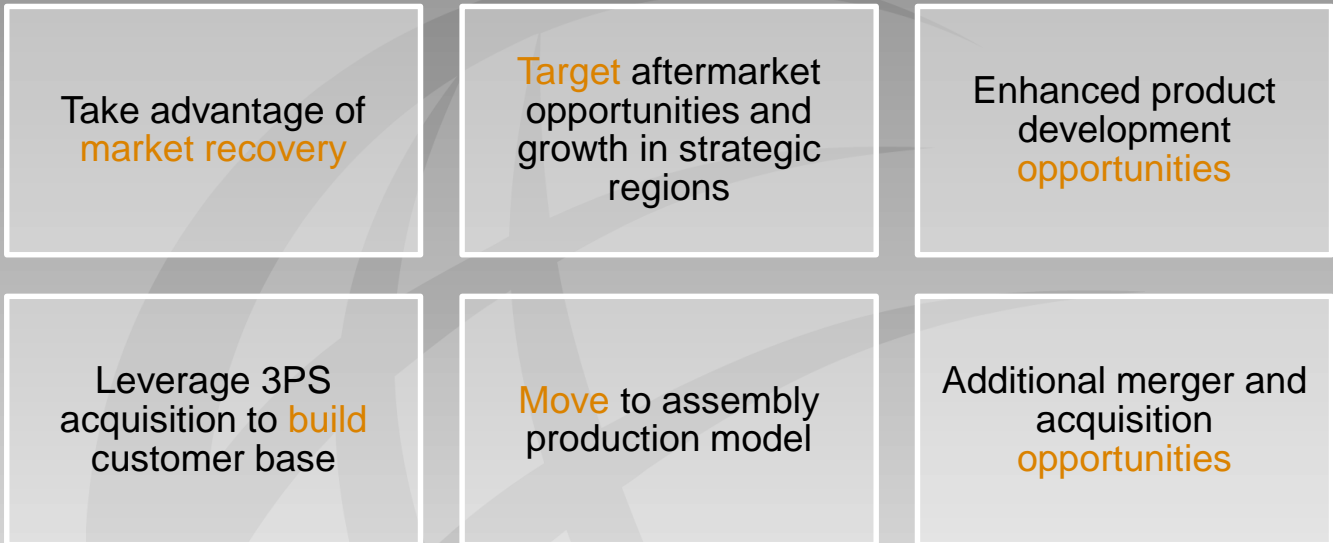 Take advantage of
market recovery
Target aftermarket
opportunities and
growth in strategic
regions
Enhanced product
development
opportunities
Leverage 3PS
acquisition to build
customer base
Move to assembly
production model
Additional merger and
acquisition
opportunities